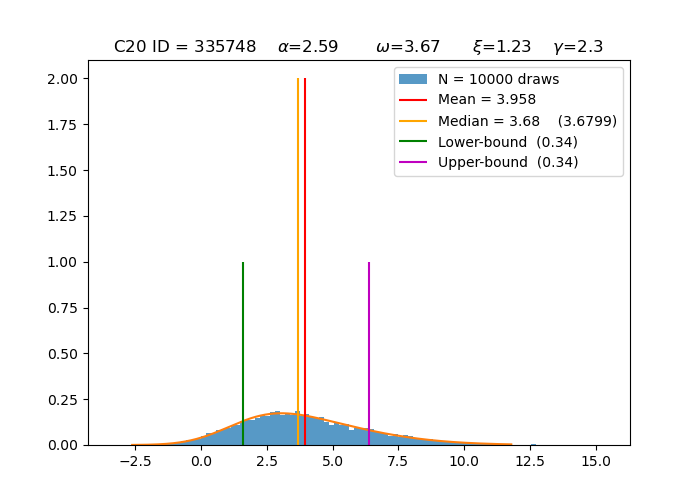 C20 ID = 335748 α=2.59 ω=3.67 ξ=1.23 γ=2.3
N = 10000 draws
Mean = 3.958
Median = 3.68 (3.6799)
Lower-bound (0.34)
Upper-bound (0.34)
2.00
1.75
1.50
1.25
1.00
0.75
0.50
0.25
0.00
−2.5 0.0 2.5 5.0 7.5 10.0 12.5 15.0